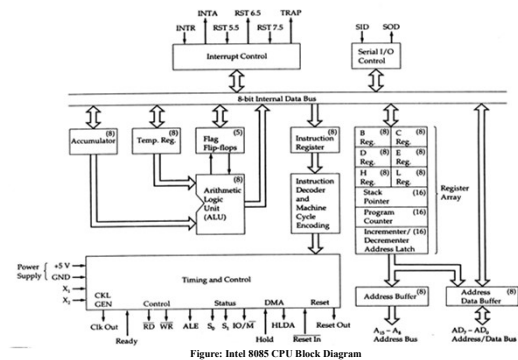 INTA RST 6.5 TRAP
INTR RST 5.5 RST 7.5
SID SOD
Interrupt Control
Serial I/O
Control
8-bit Internal Data Bus
(8)
Accumulator
(8)
Temp. Reg.
(5)
Flag
Flip-flops
(8)
Instruction
Register
(8)
Arithmetic
Logic
Unit
(ALU)
Instruction
Decoder
and
Machine
Cycle
Encoding
B (8) C (8)
Reg. Reg.
D (8) E (8)
Reg. Reg.
H (8) L (8)
Reg. Reg.
Stack (16)
Pointer
Program (16)
Counter
Incrementer/
Decrementer
Address Latch (16)
Register
Array
Power
Supply
+5 V
GND
X₁
X₂
Timing and Control
CKL
GEN
Control
Status
DMA
Reset
Clk Out
Ready
RD WR
ALE
S₀ S₁ IO/M
Hold
HLDA
Reset In
Reset Out
(8)
Address Buffer
(8)
Address
Data Buffer
A₁₅ – A₈
Address Bus
AD₇ – AD₀
Address/Data Bus
Figure: Intel 8085 CPU Block Diagram